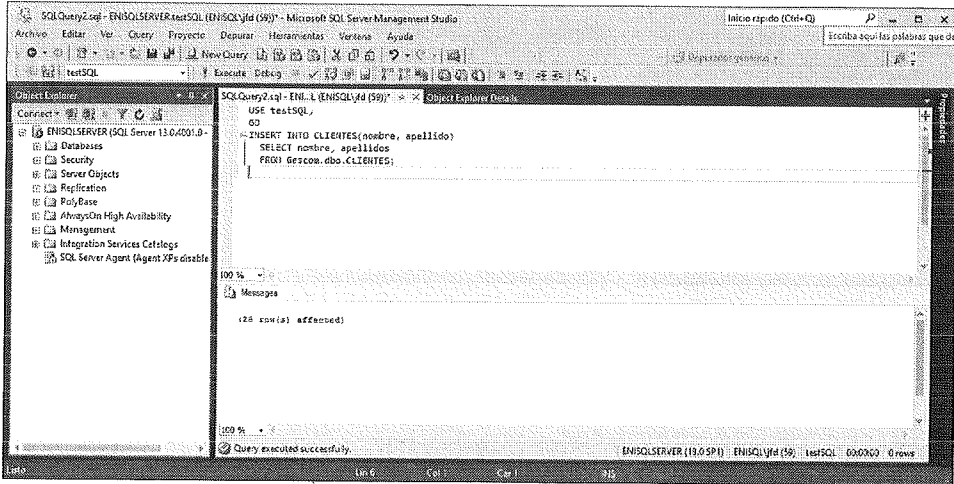 SQLQuery2.sql - ENISQLSERVER.testSQL (ENISQL\jfd (59))* - Microsoft SQL Server Management Studio
Inicio rápido (Ctrl+Q)
Archivo Editar Ver Query Proyecto Depurar Herramientas Ventana Ayuda
Escriba aquí las palabras que de
New Query
testSQL Execute Debug
Object Explorer
SQLQuery2.sql - ENI...L (ENISQL\jfd (59))* Object Explorer Details
Connect
ENISQLSERVER (SQL Server 13.0.4001.0 -
Databases
Security
Server Objects
Replication
PolyBase
AlwaysOn High Availability
Management
Integration Services Catalogs
SQL Server Agent (Agent XPs disable
USE testSQL;
GO
INSERT INTO CLIENTES(nombre, apellido)
SELECT nombre, apellidos
FROM Gescom.dbo.CLIENTES;
Propiedades
100 %
Messages
(28 row(s) affected)
100 %
Query executed successfully.
ENISQLSERVER (13.0 SP1) ENISQL\jfd (59) testSQL 00:00:00 0 rows
Listo
Lín 6
Col 1
Car 1
INS